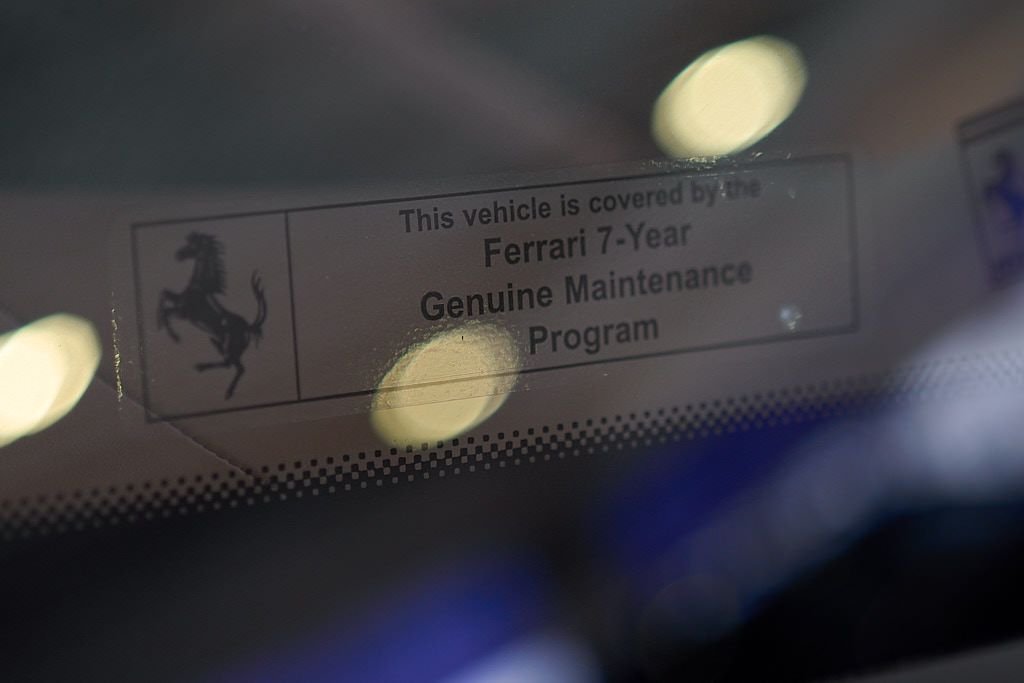 This vehicle is covered by the
Ferrari 7-Year
Genuine Maintenance
Program